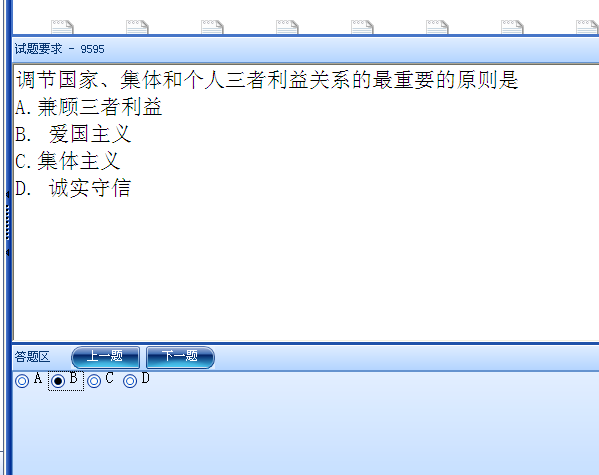 试题要求 - 9595
调节国家、集体和个人三者利益关系的最重要的原则是
A.兼顾三者利益
B. 爱国主义
C.集体主义
D. 诚实守信
答题区 上一题 下一题
A B C D